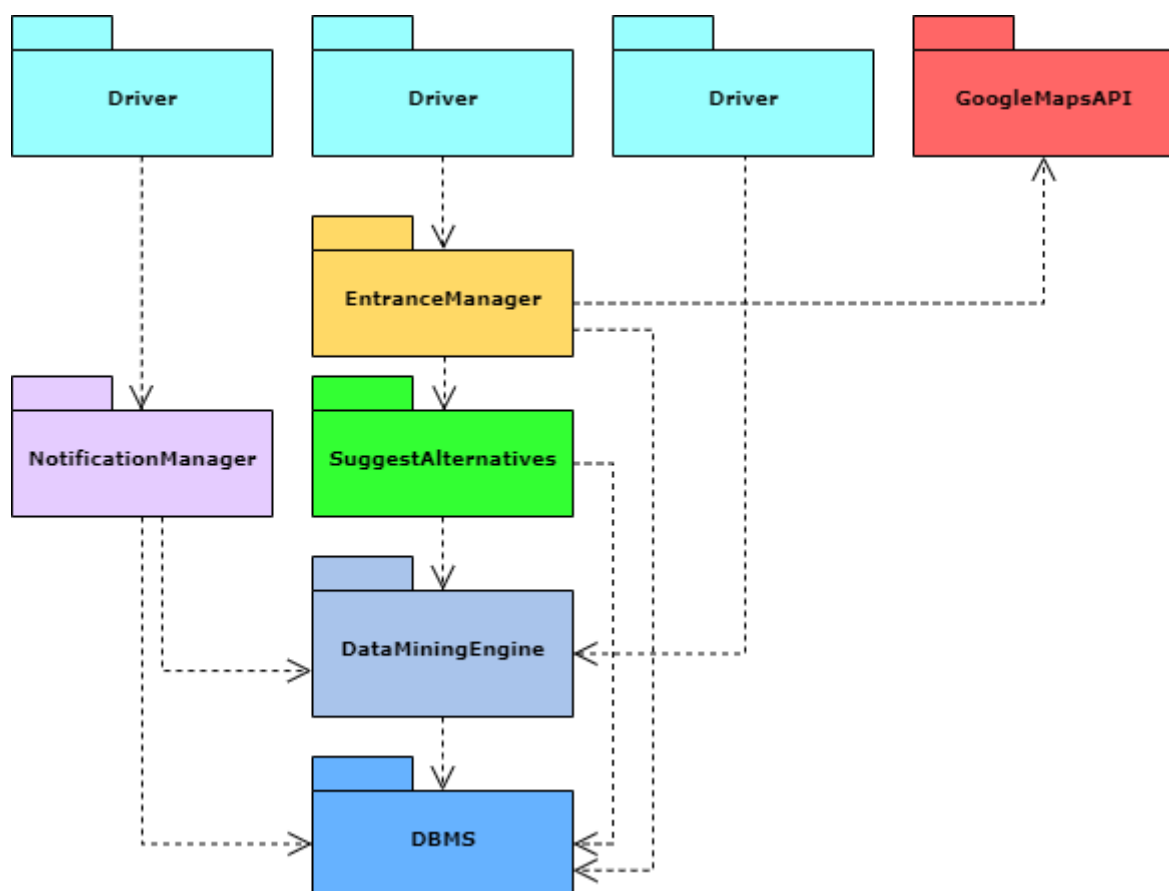 Driver
Driver
Driver
GoogleMapsAPI
EntranceManager
NotificationManager
SuggestAlternatives
DataMiningEngine
DBMS